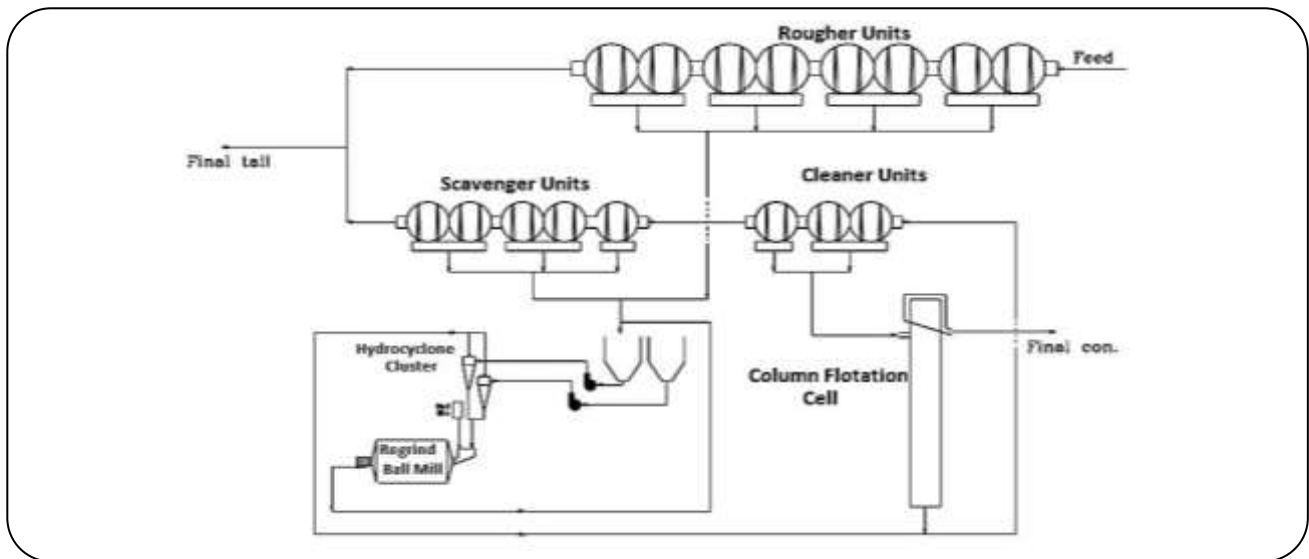 Rougher Units
Feed
Final tail
Scavenger Units
Cleaner Units
Hydrocyclone
Cluster
Final con.
Column Flotation
Cell
Regrind
Ball Mill